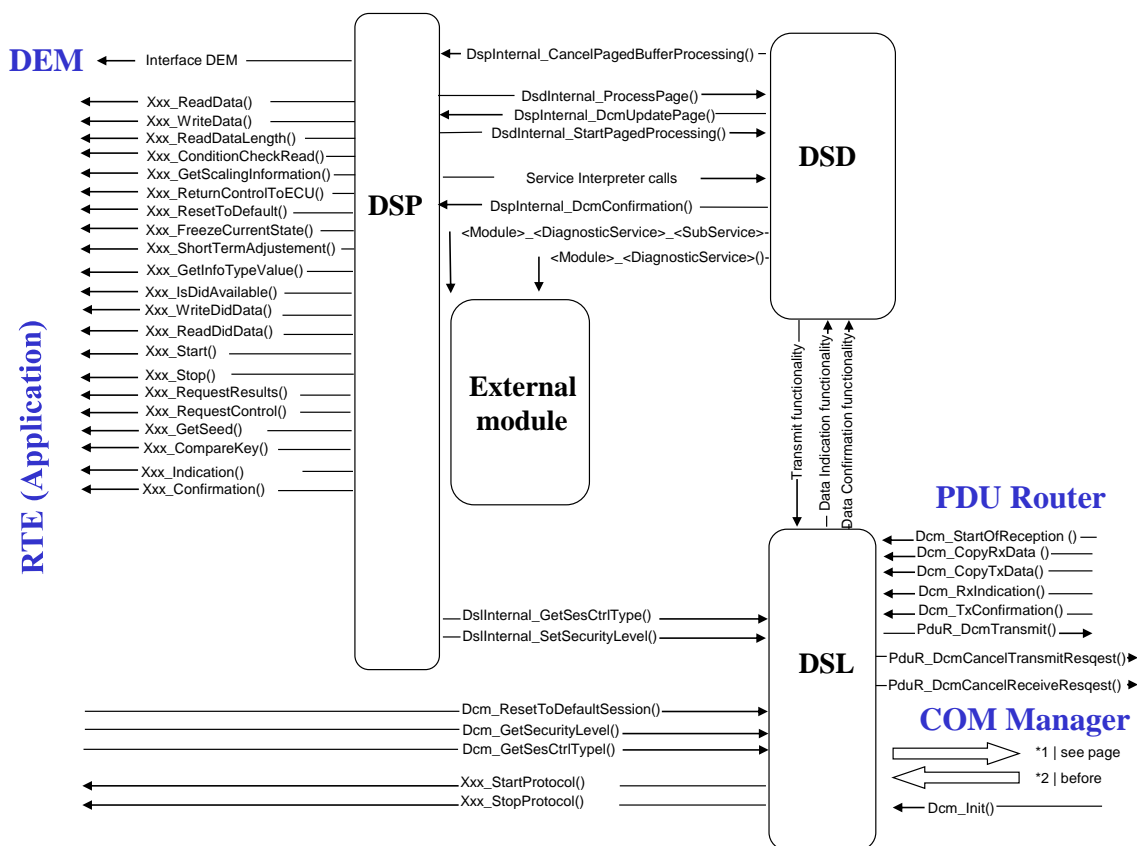 DEM
Interface DEM
DspInternal_CancelPagedBufferProcessing()
DsdInternal_ProcessPage()
DspInternal_DcmUpdatePage()
DsdInternal_StartPagedProcessing()
Service Interpreter calls
DspInternal_DcmConfirmation()
<Module>_<DiagnosticService>_<SubService>
<Module>_<DiagnosticService>()
DSP
DSD
Xxx_ReadData()
Xxx_WriteData()
Xxx_ReadDataLength()
Xxx_ConditionCheckRead()
Xxx_GetScalingInformation()
Xxx_ReturnControlToECU()
Xxx_ResetToDefault()
Xxx_FreezeCurrentState()
Xxx_ShortTermAdjustement()
Xxx_GetInfoTypeValue()
Xxx_IsDidAvailable()
Xxx_WriteDidData()
Xxx_ReadDidData()
Xxx_Start()
Xxx_Stop()
Xxx_RequestResults()
Xxx_RequestControl()
Xxx_GetSeed()
Xxx_CompareKey()
Xxx_Indication()
Xxx_Confirmation()
RTE (Application)
External
module
Transmit functionality
Data Indication functionality
Data Confirmation functionality
PDU Router
Dcm_StartOfReception ()
Dcm_CopyRxData ()
Dcm_CopyTxData()
Dcm_RxIndication()
Dcm_TxConfirmation()
PduR_DcmTransmit()
PduR_DcmCancelTransmitResqest()
PduR_DcmCancelReceiveResqest()
DslInternal_GetSesCtrlType()
DslInternal_SetSecurityLevel()
DSL
Dcm_ResetToDefaultSession()
Dcm_GetSecurityLevel()
Dcm_GetSesCtrlTypel()
Xxx_StartProtocol()
Xxx_StopProtocol()
COM Manager
*1 | see page
*2 | before
Dcm_Init()